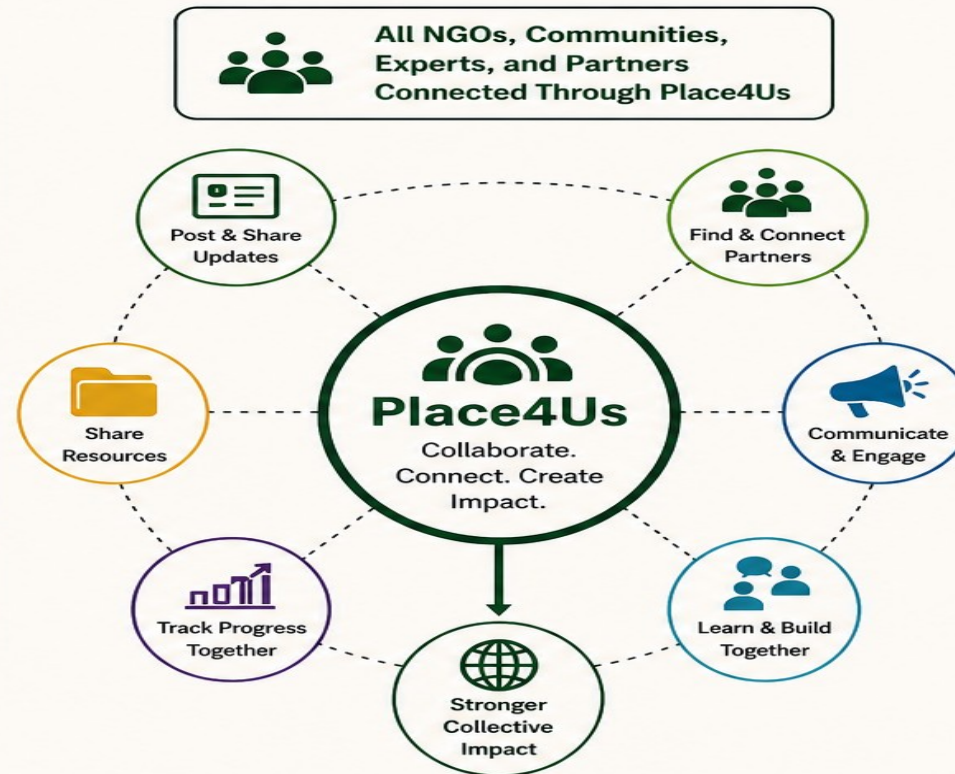 All NGOs, Communities,
Experts, and Partners
Connected Through Place4Us
Post & Share
Updates
Find & Connect
Partners
Share
Resources
Place4Us
Collaborate.
Connect. Create
Impact.
Communicate
& Engage
Track Progress
Together
Learn & Build
Together
Stronger
Collective
Impact